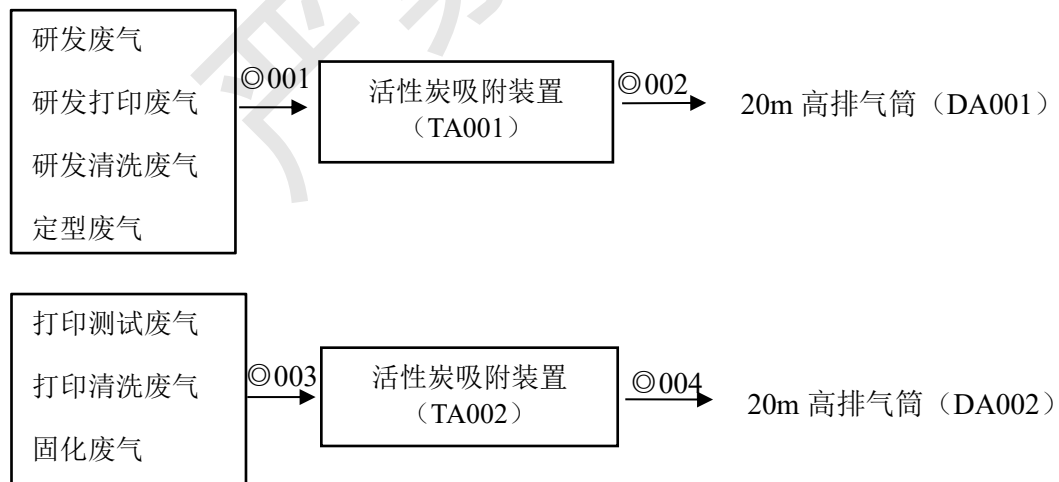 研发废气
研发打印废气
研发清洗废气
定型废气
◎001
活性炭吸附装置
（TA001）
◎002
20m 高排气筒（DA001）
打印测试废气
打印清洗废气
固化废气
◎003
活性炭吸附装置
（TA002）
◎004
20m 高排气筒（DA002）